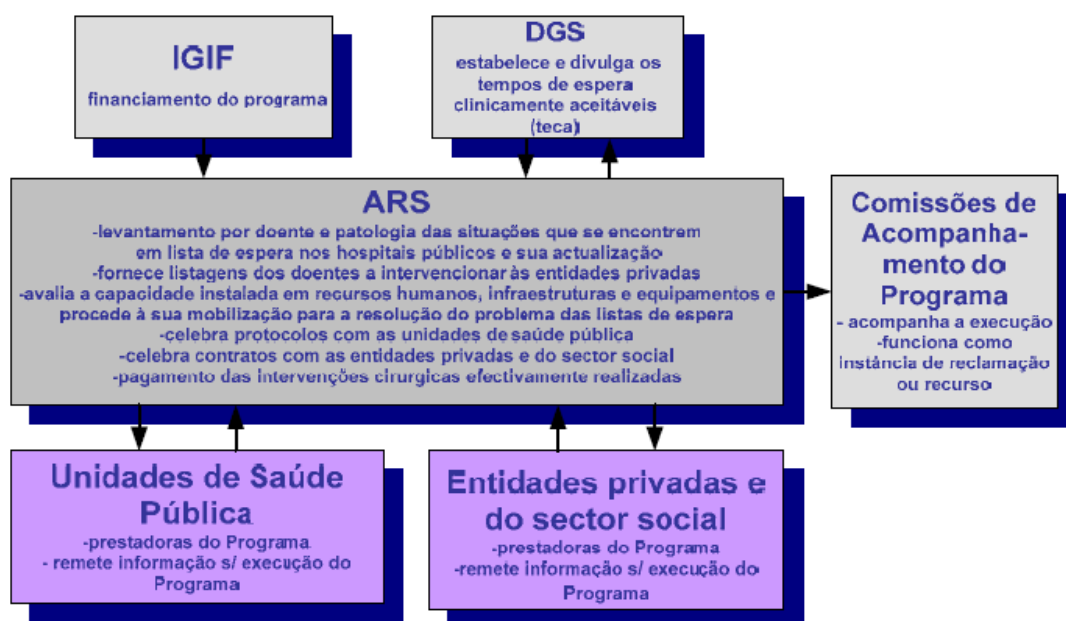 IGIF
financiamento do programa
DGS
estabelece e divulga os
tempos de espera
clinicamente aceitáveis
(teca)
ARS
-levantamento por doente e patologia das situações que se encontrem
em lista de espera nos hospitais públicos e sua actualização
-fornece listagens dos doentes a intervencionar às entidades privadas
-avalia a capacidade instalada em recursos humanos, infraestruturas e equipamentos e
procede à sua mobilização para a resolução do problema das listas de espera
-celebra protocolos com as unidades de saúde pública
-celebra contratos com as entidades privadas e do sector social
-pagamento das intervenções cirurgicas efectivamente realizadas
Comissões de
Acompanha-
mento do
Programa
- acompanha a execução
-funciona como
instância de reclamação
ou recurso
Unidades de Saúde
Pública
-prestadoras do Programa
- remete informação s/ execução do
Programa
Entidades privadas e
do sector social
-prestadoras do Programa
-remete informação s/ execução do
Programa